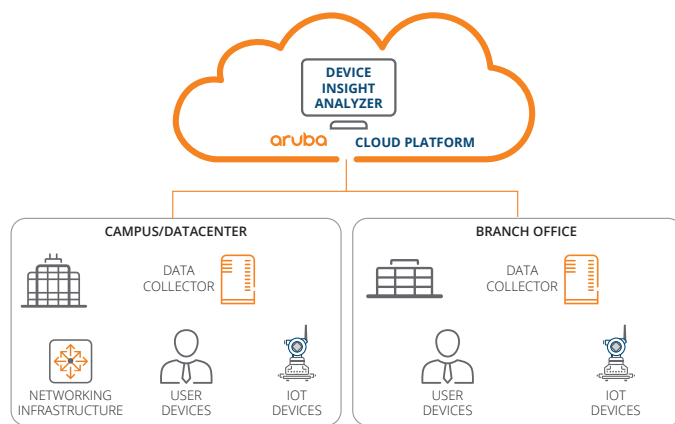 DEVICE
INSIGHT
ANALYZER
aruba CLOUD PLATFORM
CAMPUS/DATACENTER
DATA
COLLECTOR
NETWORKING
INFRASTRUCTURE
USER
DEVICES
IOT
DEVICES
BRANCH OFFICE
DATA
COLLECTOR
USER
DEVICES
IOT
DEVICES